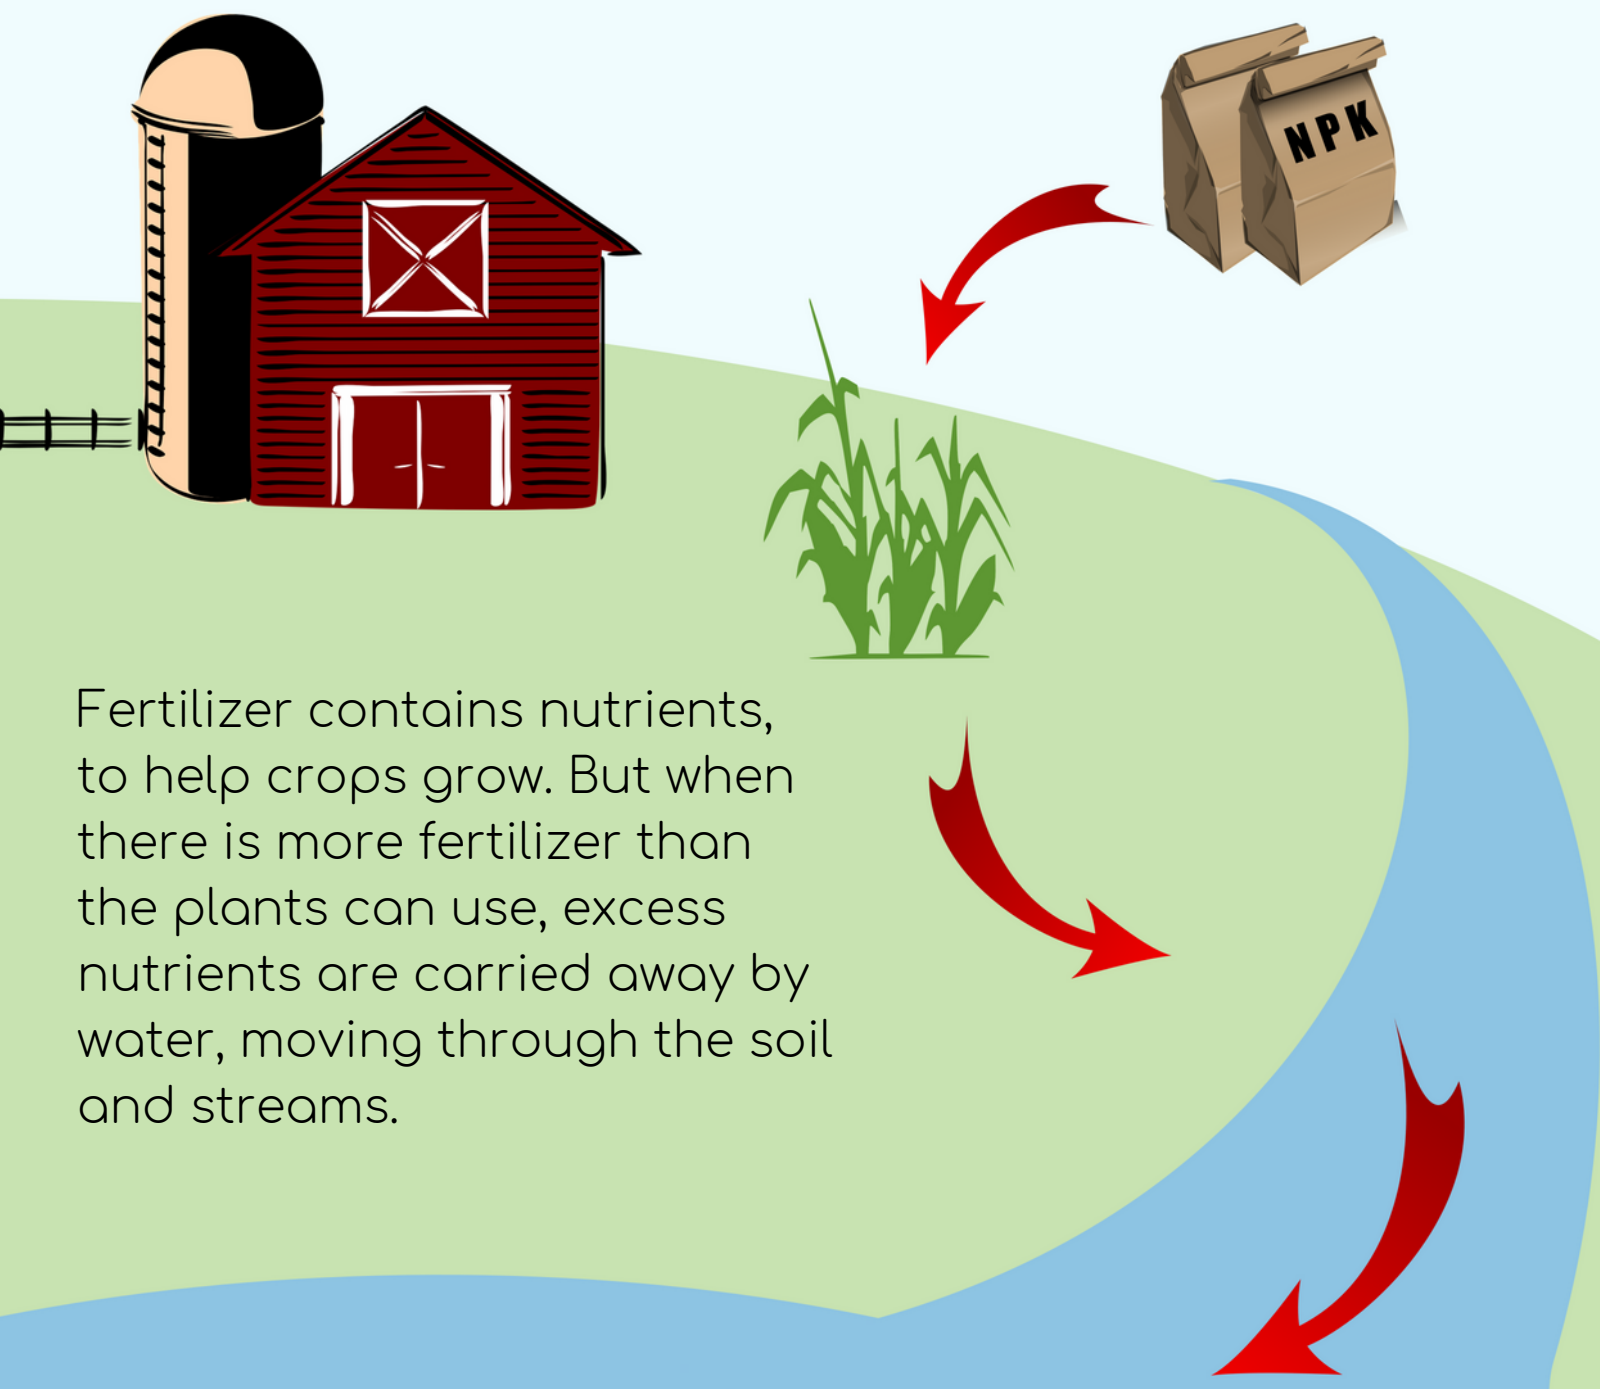 NPK
Fertilizer contains nutrients,
to help crops grow. But when
there is more fertilizer than
the plants can use, excess
nutrients are carried away by
water, moving through the soil
and streams.